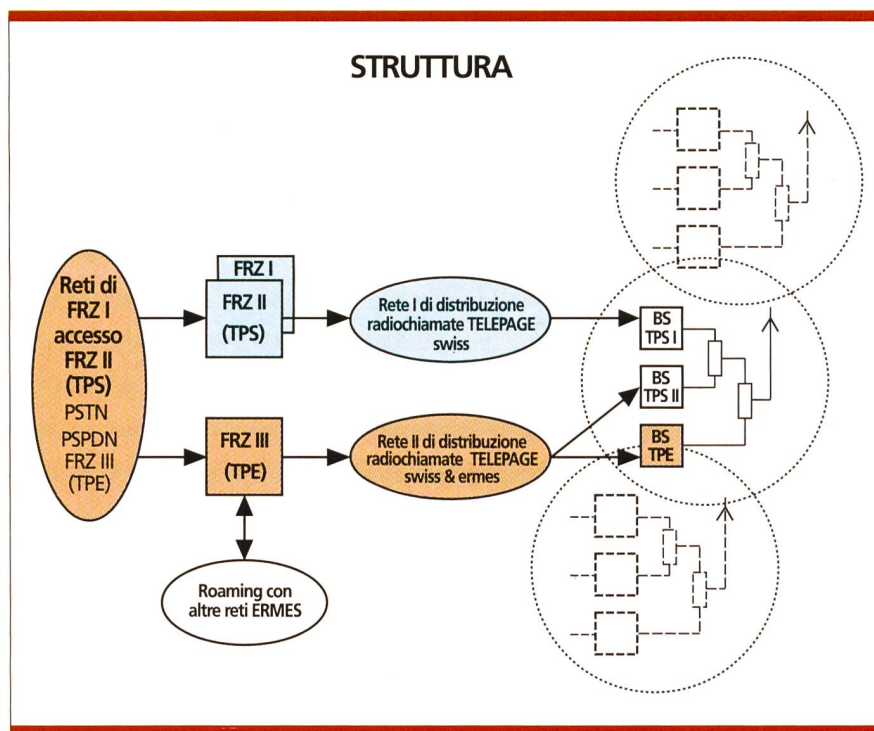 STRUTTURA
Reti di
FRZ I
accesso
FRZ II
(TPS)
PSTN
PSPDN
FRZ III
(TPE)
FRZ I
FRZ II
(TPS)
Rete I di distribuzione
radiochiamate TELEPAGE
swiss
BS
TPS I
BS
TPS II
BS
TPE
FRZ III
(TPE)
Rete II di distribuzione
radiochiamate TELEPAGE
swiss & ermes
Roaming con
altre reti ERMES